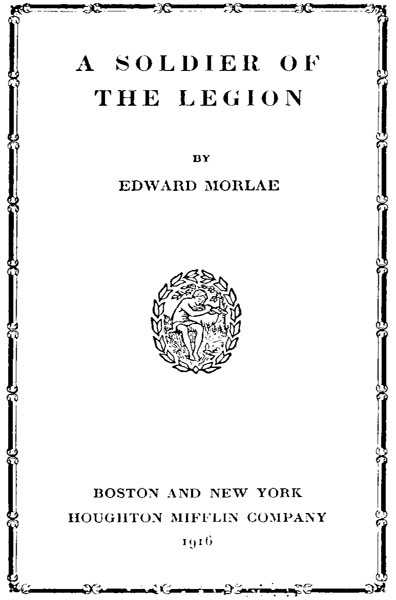 A SOLDIER OF
THE LEGION
BY
EDWARD MORLAE
BOSTON AND NEW YORK
HOUGHTON MIFFLIN COMPANY
1916